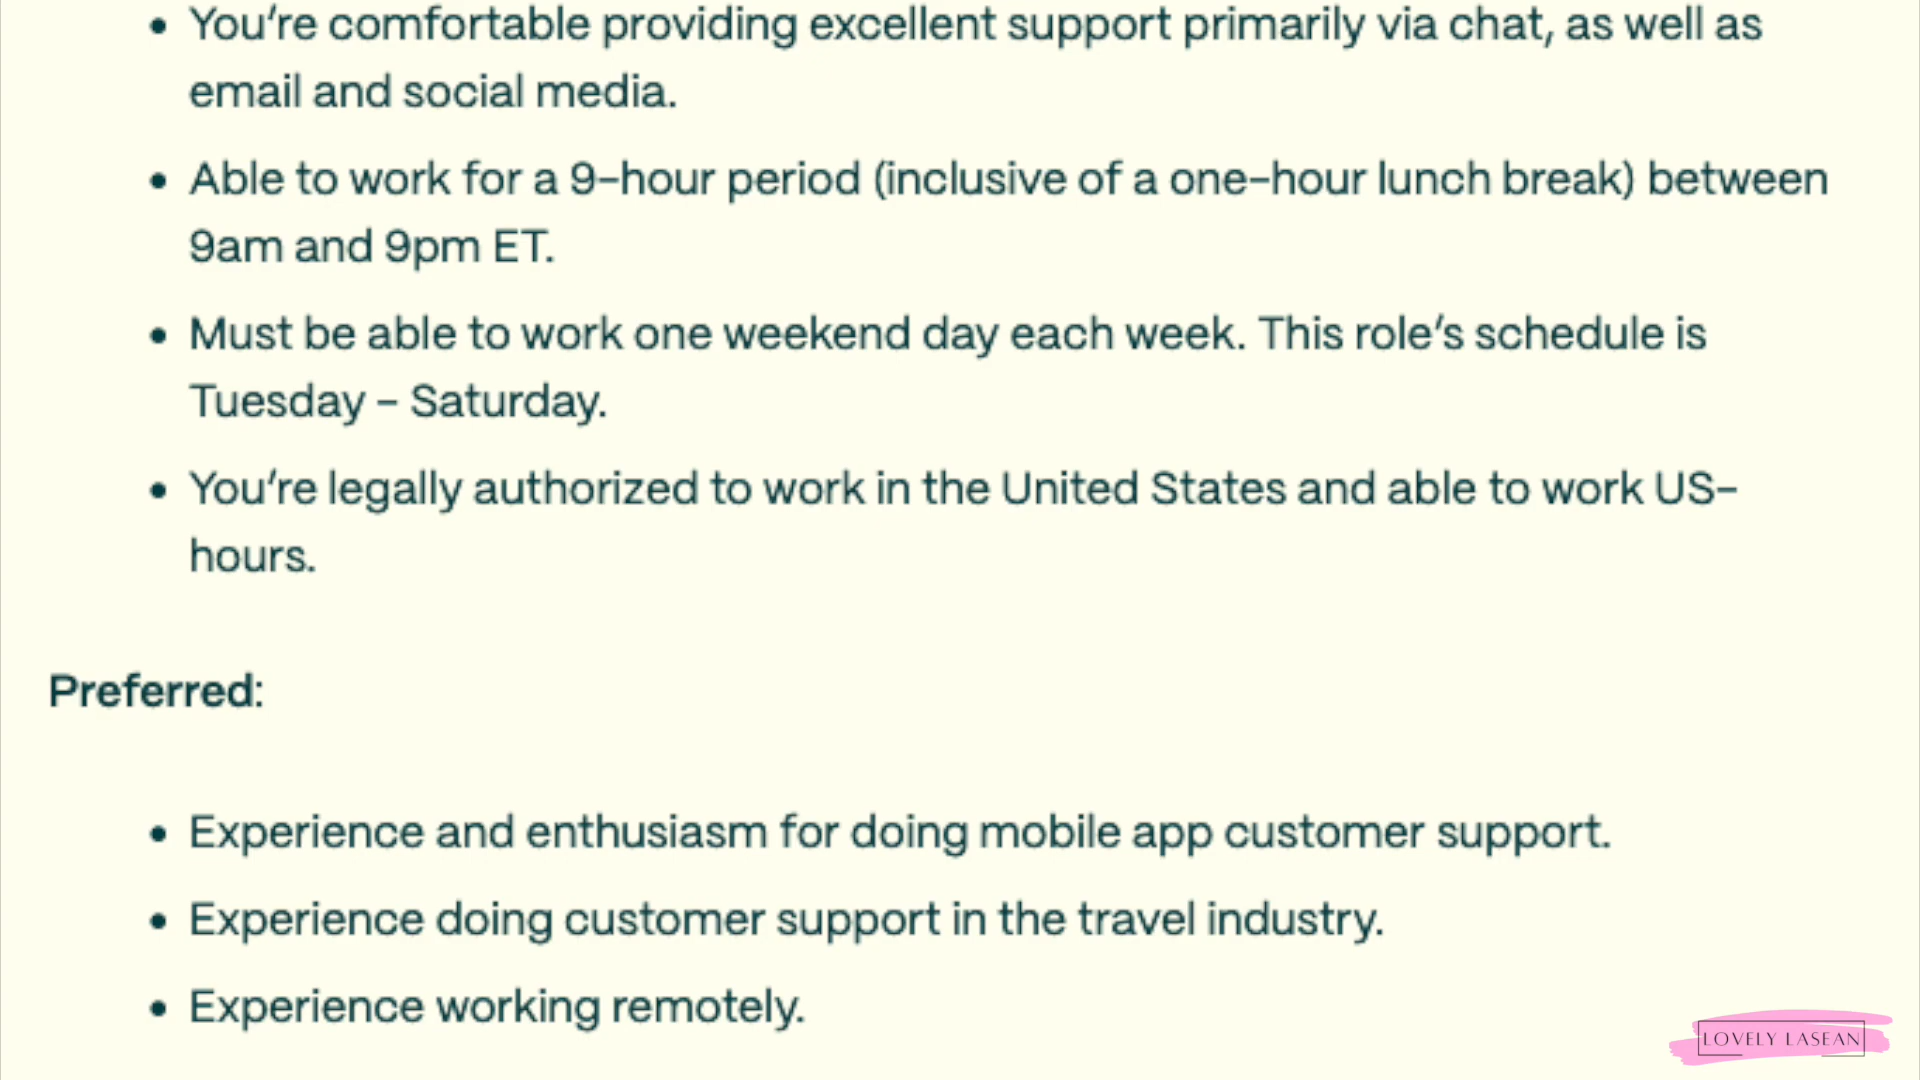 • You're comfortable providing excellent support primarily via chat, as well as
email and social media.
• Able to work for a 9-hour period (inclusive of a one-hour lunch break) between
9am and 9pm ET.
• Must be able to work one weekend day each week. This role's schedule is
Tuesday – Saturday.
• You're legally authorized to work in the United States and able to work US-
hours.
Preferred:
• Experience and enthusiasm for doing mobile app customer support.
• Experience doing customer support in the travel industry.
• Experience working remotely.
LOVELY LASEAN